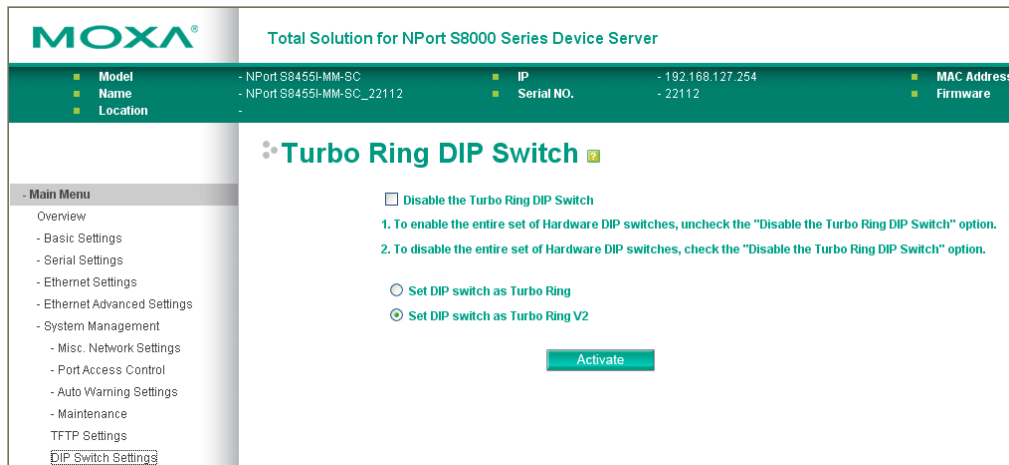 MOXA®
Total Solution for NPort S8000 Series Device Server
Model - NPort S8455I-MM-SC IP - 192.168.127.254 MAC Address
Name - NPort S8455I-MM-SC_22112 Serial NO. - 22112 Firmware
Location -
Turbo Ring DIP Switch ?
- Main Menu
Overview
- Basic Settings
- Serial Settings
- Ethernet Settings
- Ethernet Advanced Settings
- System Management
- Misc. Network Settings
- Port Access Control
- Auto Warning Settings
- Maintenance
TFTP Settings
DIP Switch Settings
Disable the Turbo Ring DIP Switch
1. To enable the entire set of Hardware DIP switches, uncheck the "Disable the Turbo Ring DIP Switch" option.
2. To disable the entire set of Hardware DIP switches, check the "Disable the Turbo Ring DIP Switch" option.
Set DIP switch as Turbo Ring
Set DIP switch as Turbo Ring V2
Activate